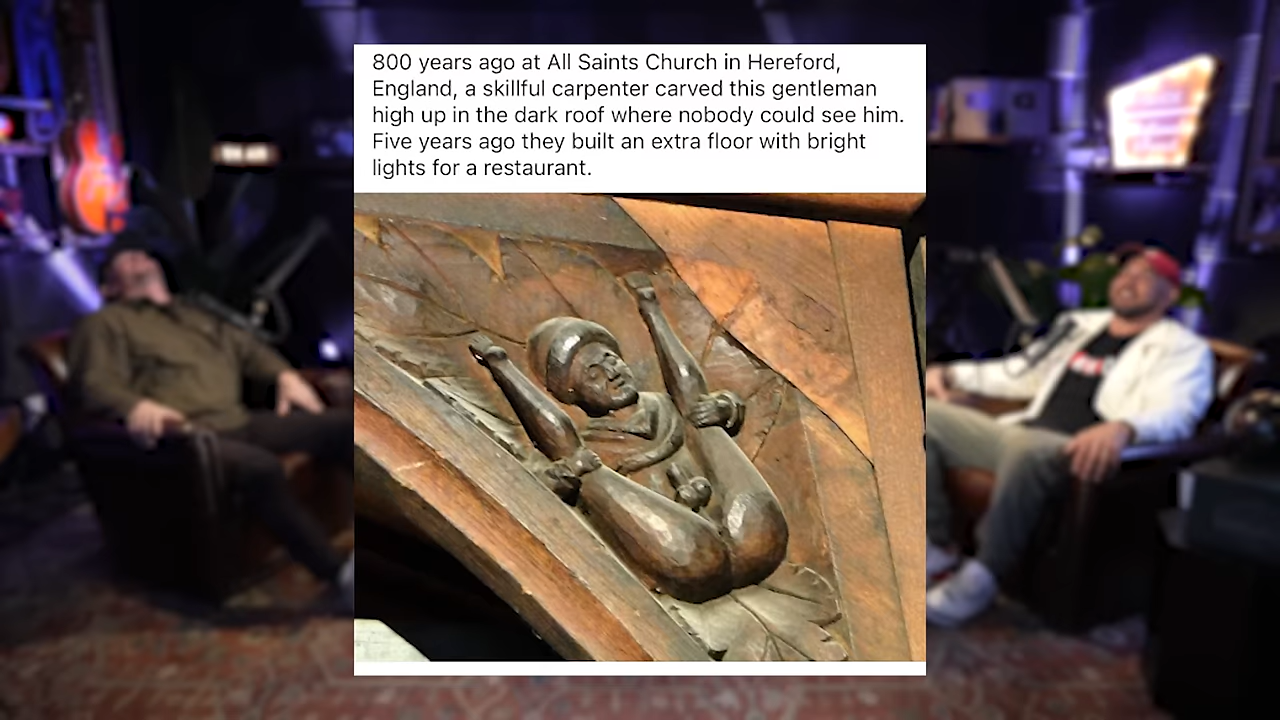 800 years ago at All Saints Church in Hereford,
England, a skillful carpenter carved this gentleman
high up in the dark roof where nobody could see him.
Five years ago they built an extra floor with bright
lights for a restaurant.